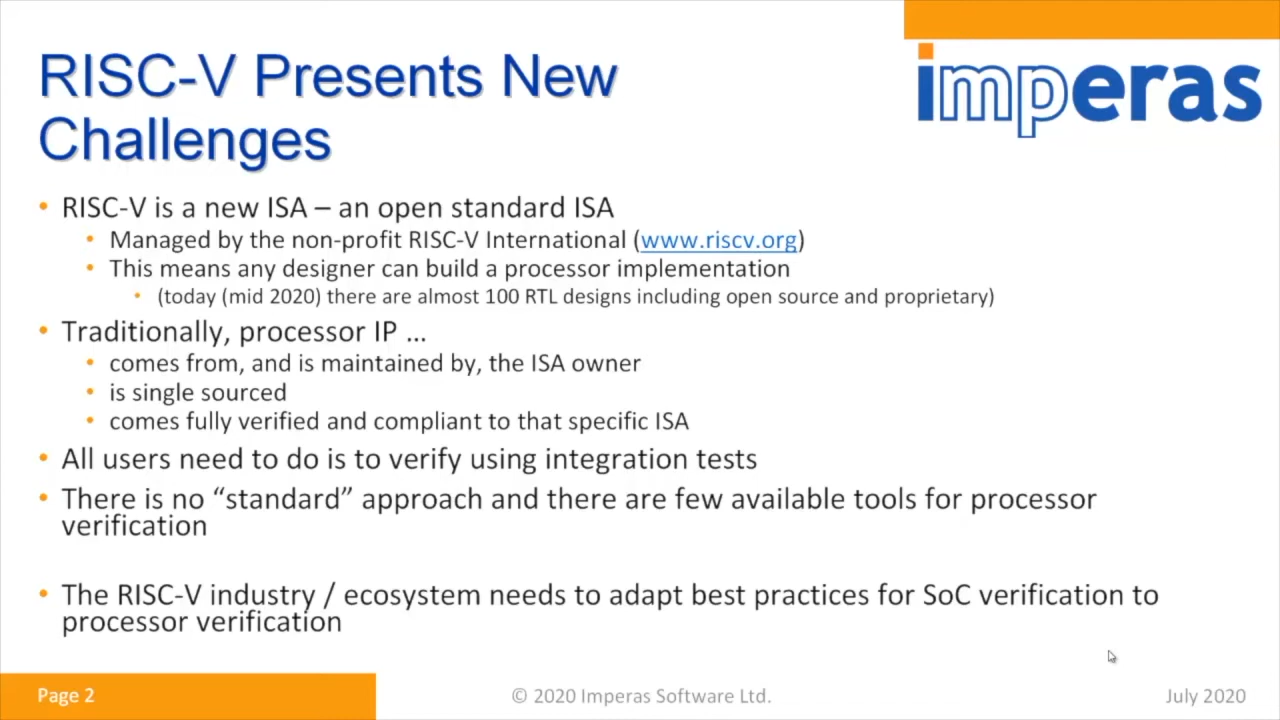 RISC-V Presents New
Challenges
imperas
• RISC-V is a new ISA – an open standard ISA
• Managed by the non-profit RISC-V International (www.riscv.org)
• This means any designer can build a processor implementation
• (today (mid 2020) there are almost 100 RTL designs including open source and proprietary)
• Traditionally, processor IP …
• comes from, and is maintained by, the ISA owner
• is single sourced
• comes fully verified and compliant to that specific ISA
• All users need to do is to verify using integration tests
• There is no “standard” approach and there are few available tools for processor
verification
• The RISC-V industry / ecosystem needs to adapt best practices for SoC verification to
processor verification
Page 2
© 2020 Imperas Software Ltd.
July 2020